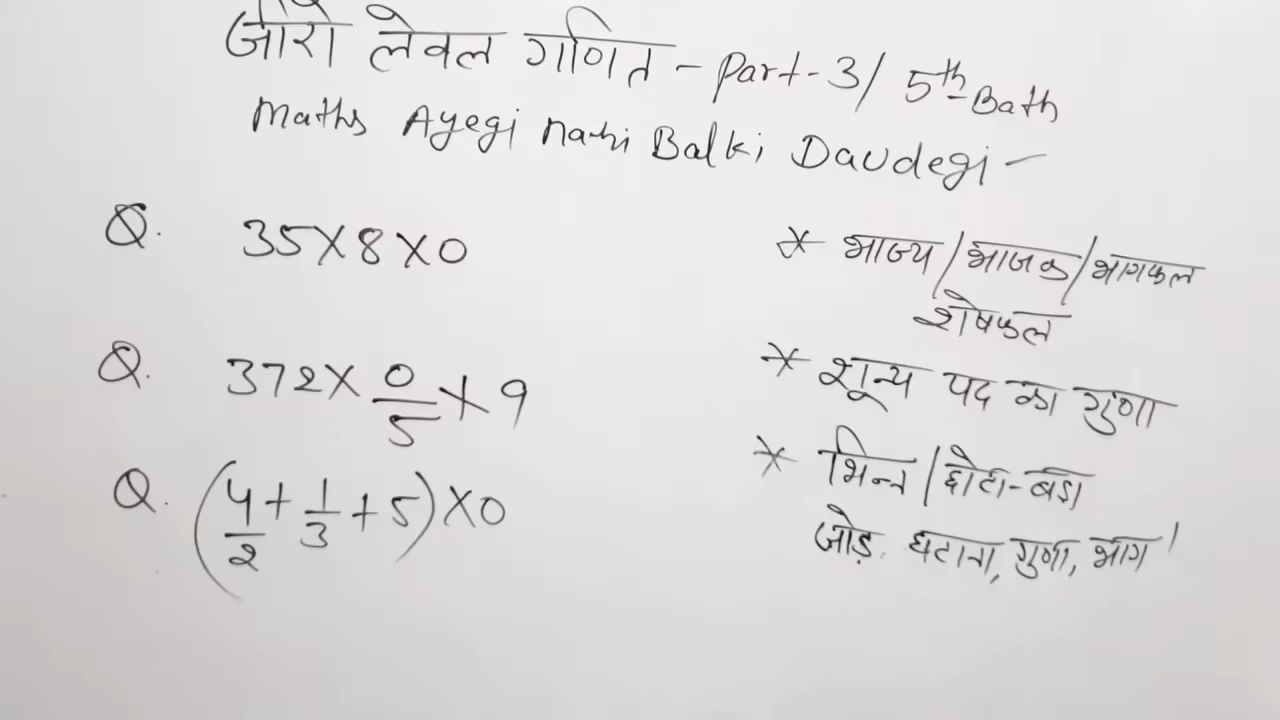 जीरो लेवल गणित - Part - 3 / 5th Bath
Maths Ayegi Nahi Balki Daudegi -
Q. 35 X 8 X 0
Q. 372 X 0/5 X 9
Q. (4/2 + 1/3 + 5) X 0
* भाज्य / भाजक / भागफल
शेषफल
* शून्य पद का गुणा
* भिन्न / छोटा - बडा
जोड़. घटाना, गुणा, भाग।